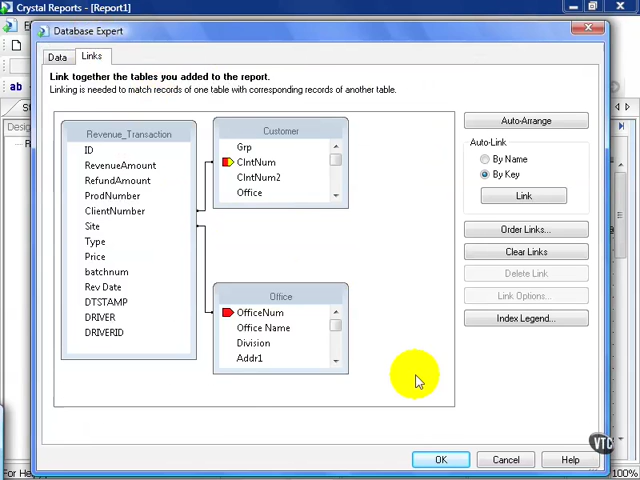 Crystal Reports - [Report1]
Database Expert
Data
Links
Link together the tables you added to the report.
Linking is needed to match records of one table with corresponding records of another table.
Revenue_Transaction
ID
RevenueAmount
RefundAmount
ProdNumber
ClientNumber
Site
Type
Price
batchnum
Rev Date
DTSTAMP
DRIVER
DRIVERID
Customer
Grp
ClntNum
ClntNum2
Office
Office
OfficeNum
Office Name
Division
Addr1
Auto-Arrange
Auto-Link
By Name
By Key
Link
Order Links...
Clear Links
Delete Link
Link Options...
Index Legend...
OK
Cancel
Help
ab
Desig
For He
100%
VTC